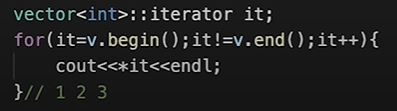 vector<int>::iterator it;
for(it=v.begin();it!=v.end();it++){
    cout<<*it<<endl;
}// 1 2 3